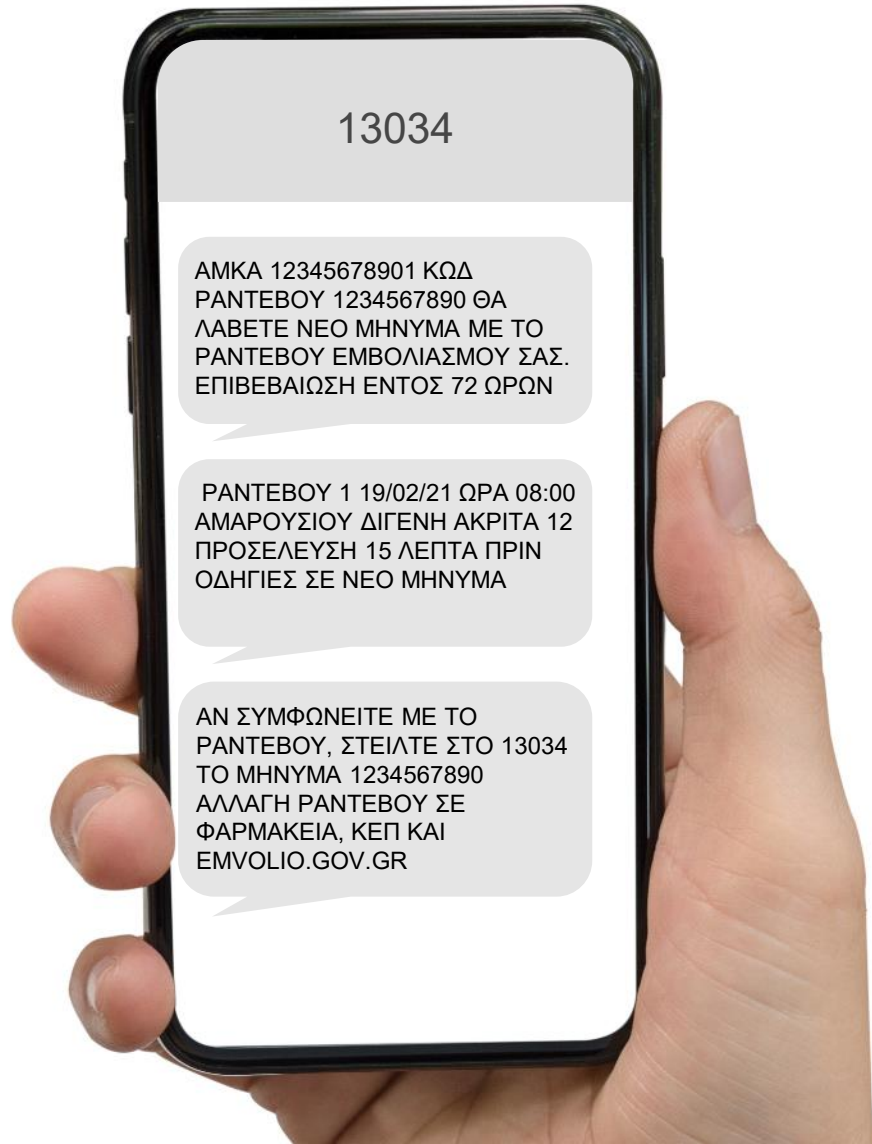 13034
ΑΜΚΑ 12345678901 ΚΩΔ
ΡΑΝΤΕΒΟΥ 1234567890 ΘΑ
ΛΑΒΕΤΕ ΝΕΟ ΜΗΝΥΜΑ ΜΕ ΤΟ
ΡΑΝΤΕΒΟΥ ΕΜΒΟΛΙΑΣΜΟΥ ΣΑΣ.
ΕΠΙΒΕΒΑΙΩΣΗ ΕΝΤΟΣ 72 ΩΡΩΝ
ΡΑΝΤΕΒΟΥ 1 19/02/21 ΩΡΑ 08:00
ΑΜΑΡΟΥΣΙΟΥ ΔΙΓΕΝΗ ΑΚΡΙΤΑ 12
ΠΡΟΣΕΛΕΥΣΗ 15 ΛΕΠΤΑ ΠΡΙΝ
ΟΔΗΓΙΕΣ ΣΕ ΝΕΟ ΜΗΝΥΜΑ
ΑΝ ΣΥΜΦΩΝΕΙΤΕ ΜΕ ΤΟ
ΡΑΝΤΕΒΟΥ, ΣΤΕΙΛΤΕ ΣΤΟ 13034
ΤΟ ΜΗΝΥΜΑ 1234567890
ΑΛΛΑΓΗ ΡΑΝΤΕΒΟΥ ΣΕ
ΦΑΡΜΑΚΕΙΑ, ΚΕΠ ΚΑΙ
EMVOLIO.GOV.GR